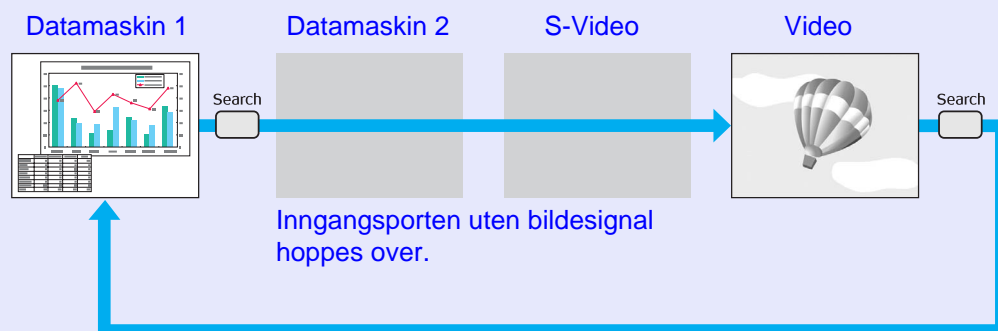 Datamaskin 1
Datamaskin 2
S-Video
Video
Search
Search
Inngangsporten uten bildesignal
hoppes over.